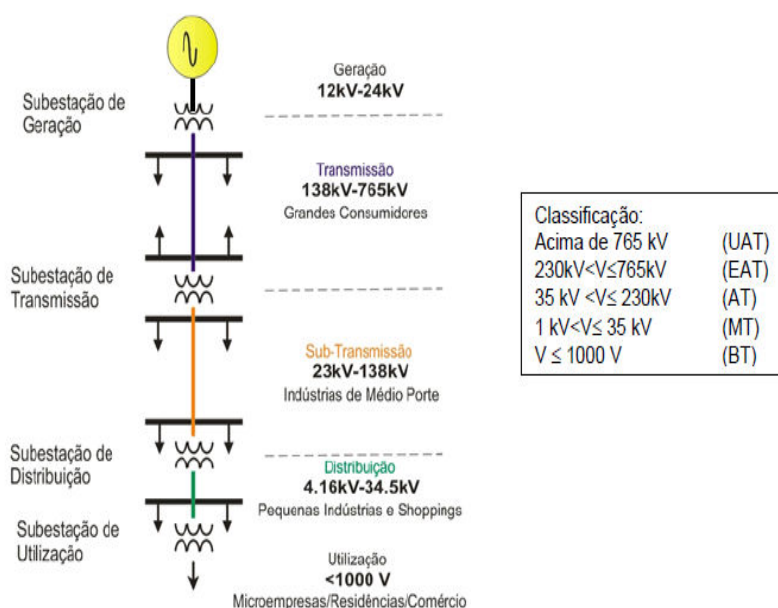 Subestação de
Geração
Geração
12kV-24kV
Transmissão
138kV-765kV
Grandes Consumidores
Subestação de
Transmissão
Sub-Transmissão
23kV-138kV
Indústrias de Médio Porte
Subestação de
Distribuição
Distribuição
4.16kV-34.5kV
Pequenas Indústrias e Shoppings
Subestação de
Utilização
Utilização
<1000 V
Microempresas/Residências/Comércio
Classificação:
Acima de 765 kV (UAT)
230kV<V≤765kV (EAT)
35 kV <V≤ 230kV (AT)
1 kV<V≤ 35 kV (MT)
V ≤ 1000 V (BT)